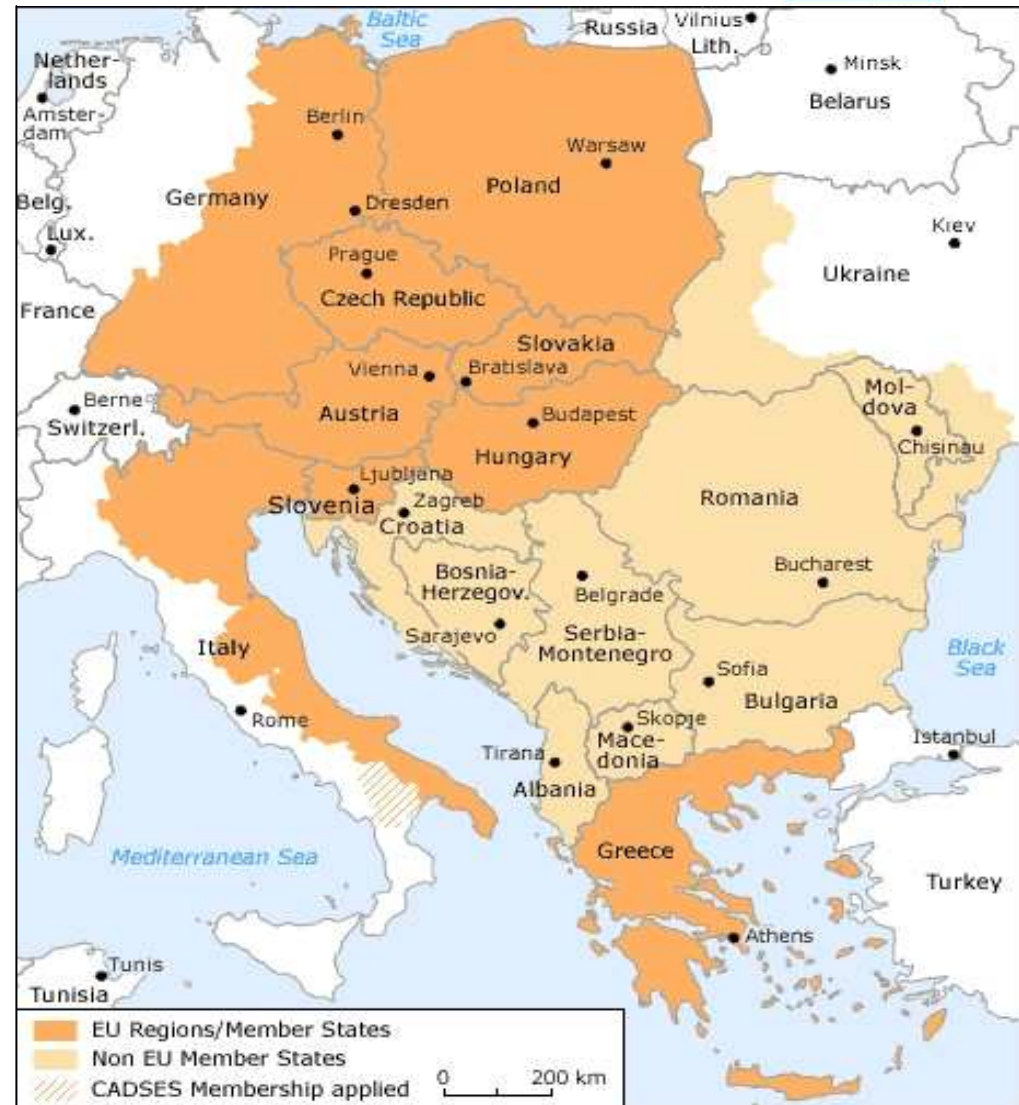 Baltic
Sea
Russia
Vilnius
Lith.
Nether-
lands
Amster-
dam
Minsk
Belarus
Berlin
Warsaw
Poland
Germany
Dresden
Belg.
Lux.
Kiev
Ukraine
Prague
Czech Republic
France
Slovakia
Vienna
Bratislava
Mol-
dova
Berne
Switzerl.
Austria
Budapest
Chisinau
Hungary
Ljubljana
Slovenia
Zagreb
Croatia
Romania
Bosnia-
Herzegov.
Bucharest
Belgrade
Sarajevo
Serbia-
Montenegro
Italy
Black
Sea
Sofia
Bulgaria
Rome
Skopje
Mace-
donia
Istanbul
Tirana
Albania
Mediterranean Sea
Greece
Turkey
Athens
Tunis
Tunisia
EU Regions/Member States
Non EU Member States
CADSES Membership applied
0 200 km